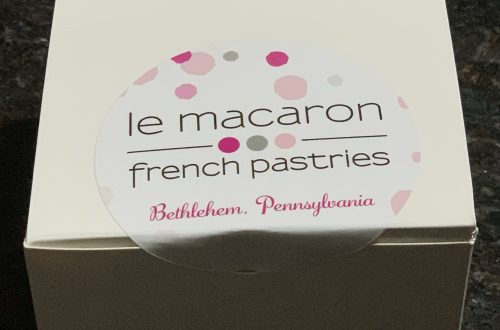 le macaron
french pastries
Bethlehem, Pennsylvania